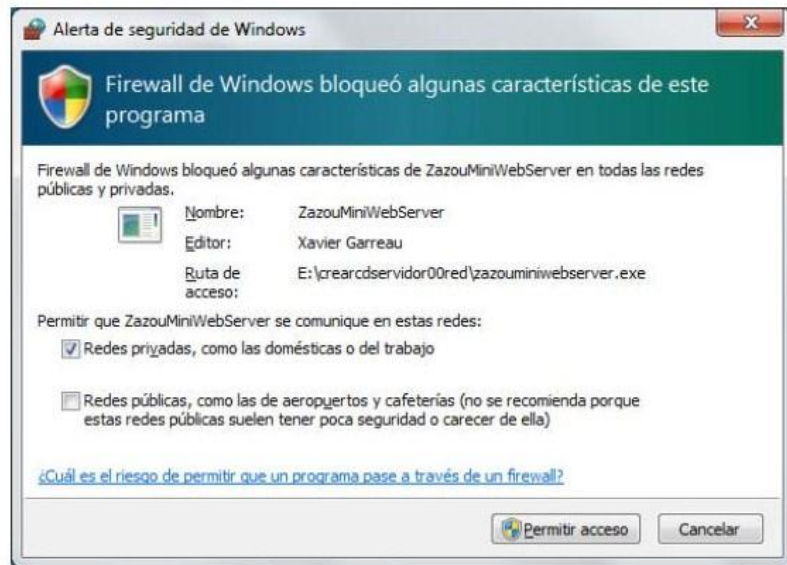 Alerta de seguridad de Windows
Firewall de Windows bloqueó algunas características de este
programa
Firewall de Windows bloqueó algunas características de ZazouMiniWebServer en todas las redes
públicas y privadas.
Nombre: ZazouMiniWebServer
Editor: Xavier Garreau
Ruta de E:\crearcdservidor00red\zazouminiwebserver.exe
acceso:
Permitir que ZazouMiniWebServer se comunique en estas redes:
Redes privadas, como las domésticas o del trabajo
Redes públicas, como las de aeropuertos y cafeterías (no se recomienda porque
estas redes públicas suelen tener poca seguridad o carecer de ella)
¿Cuál es el riesgo de permitir que un programa pase a través de un firewall?
Permitir acceso Cancelar